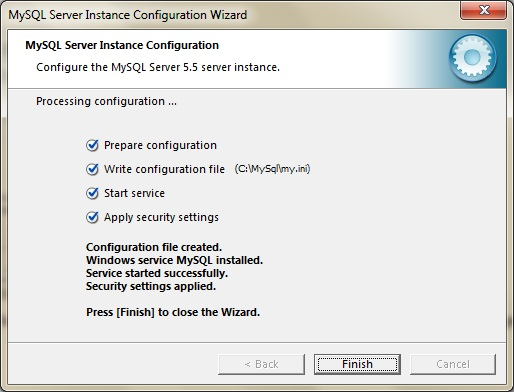 MySQL Server Instance Configuration Wizard
MySQL Server Instance Configuration
Configure the MySQL Server 5.5 server instance.
Processing configuration ...
Prepare configuration
Write configuration file (C:\MySql\my.ini)
Start service
Apply security settings
Configuration file created.
Windows service MySQL installed.
Service started successfully.
Security settings applied.
Press [Finish] to close the Wizard.
< Back Finish Cancel